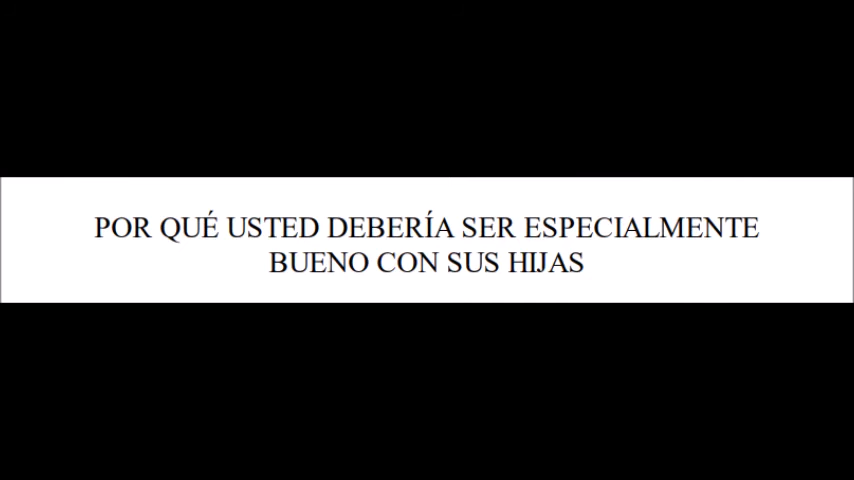 POR QUÉ USTED DEBERÍA SER ESPECIALMENTE
BUENO CON SUS HIJAS